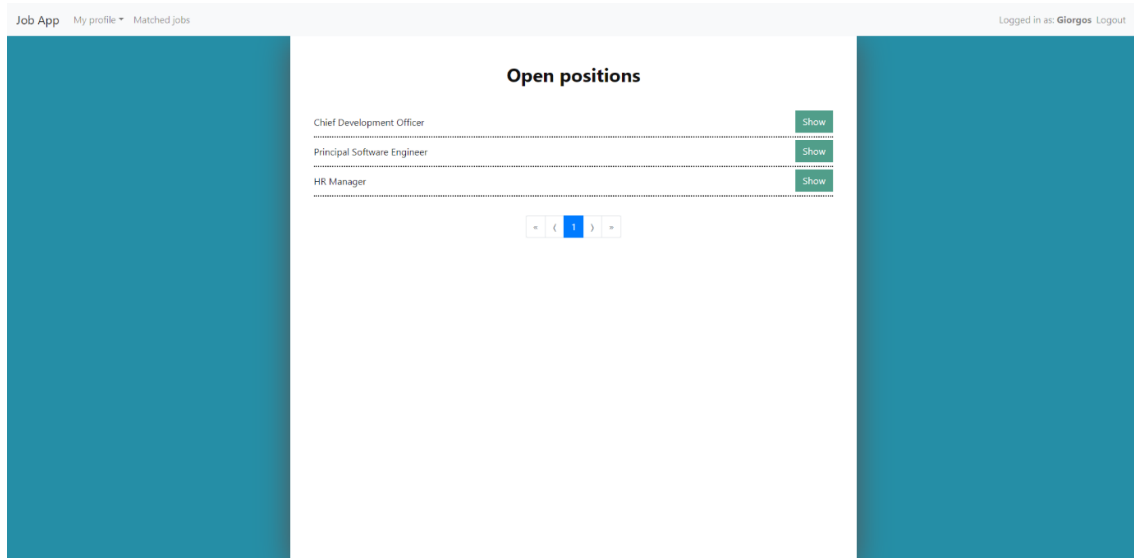 Job App My profile Matched jobs Logged in as: Giorgos Logout
Open positions
Chief Development Officer Show
Principal Software Engineer Show
HR Manager Show
« ⟨ 1 ⟩ »